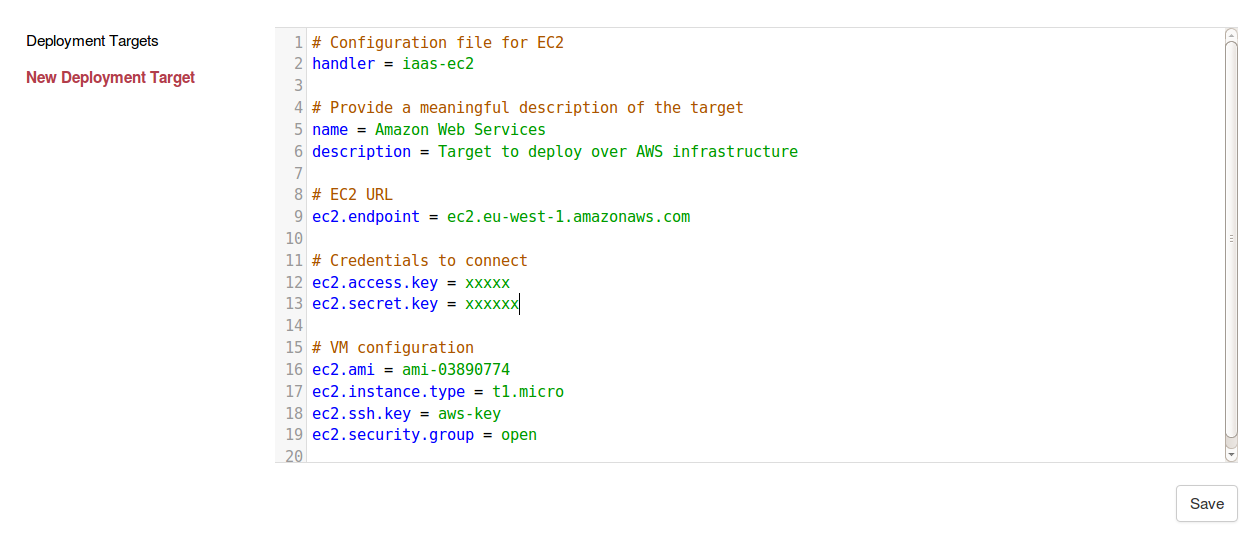 Deployment Targets
New Deployment Target
1 # Configuration file for EC2
2 handler = iaas-ec2
3
4 # Provide a meaningful description of the target
5 name = Amazon Web Services
6 description = Target to deploy over AWS infrastructure
7
8 # EC2 URL
9 ec2.endpoint = ec2.eu-west-1.amazonaws.com
10
11 # Credentials to connect
12 ec2.access.key = xxxxx
13 ec2.secret.key = xxxxxx
14
15 # VM configuration
16 ec2.ami = ami-03890774
17 ec2.instance.type = t1.micro
18 ec2.ssh.key = aws-key
19 ec2.security.group = open
20
Save